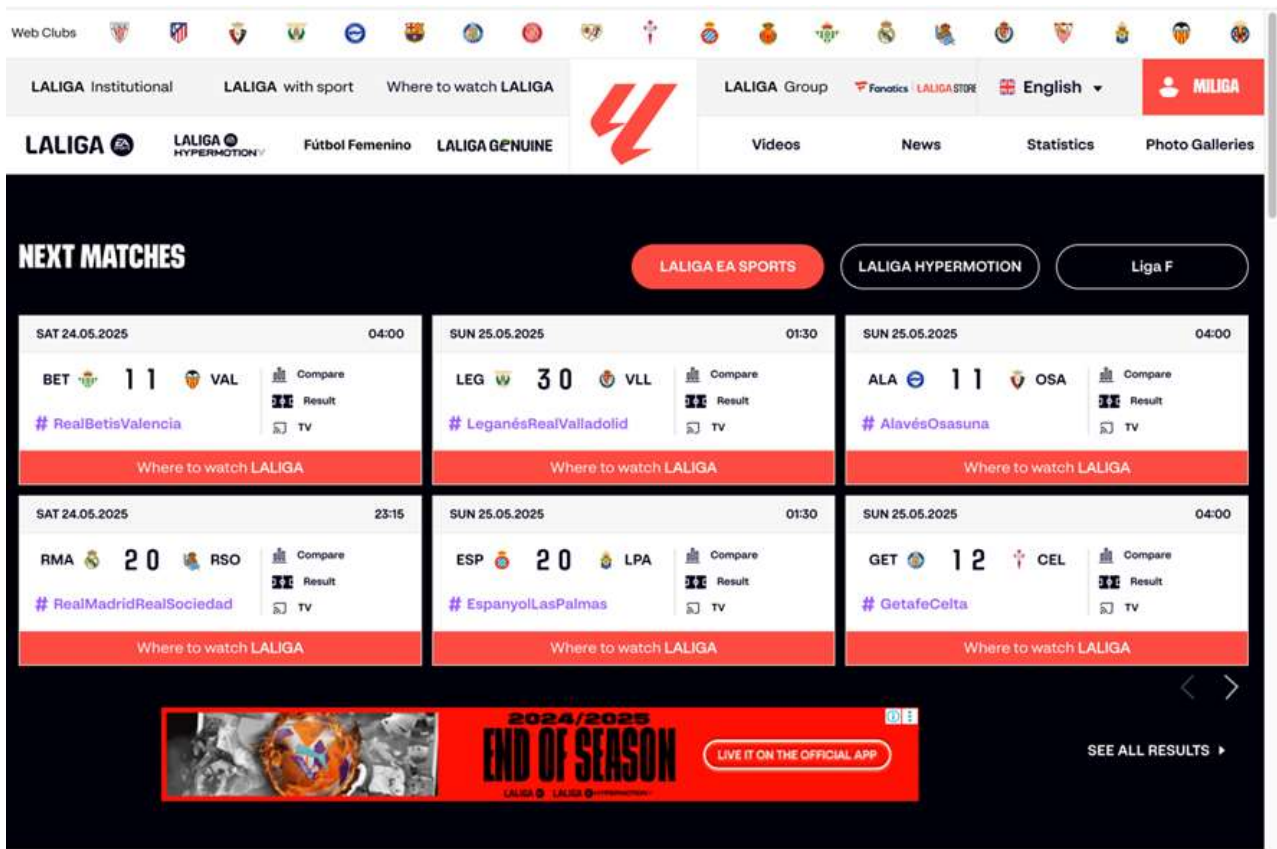 Web Clubs
LALIGA Institutional LALIGA with sport Where to watch LALIGA LALIGA Group Fanatics LALIGA STORE English MILIGA
LALIGA EA LALIGA HYPERMOTION Fútbol Femenino LALIGA GENUINE Videos News Statistics Photo Galleries
NEXT MATCHES LALIGA EA SPORTS LALIGA HYPERMOTION Liga F
SAT 24.05.2025 04:00
BET 1 1 VAL Compare
Result
# RealBetisValencia TV
Where to watch LALIGA
SUN 25.05.2025 01:30
LEG 3 0 VLL Compare
Result
# LeganésRealValladolid TV
Where to watch LALIGA
SUN 25.05.2025 04:00
ALA 1 1 OSA Compare
Result
# AlavésOsasuna TV
Where to watch LALIGA
SAT 24.05.2025 23:15
RMA 2 0 RSO Compare
Result
# RealMadridRealSociedad TV
Where to watch LALIGA
SUN 25.05.2025 01:30
ESP 2 0 LPA Compare
Result
# EspanyolLasPalmas TV
Where to watch LALIGA
SUN 25.05.2025 04:00
GET 1 2 CEL Compare
Result
# GetafeCelta TV
Where to watch LALIGA
2024/2025
END OF SEASON
LALIGA LALIGA
LIVE IT ON THE OFFICIAL APP
SEE ALL RESULTS